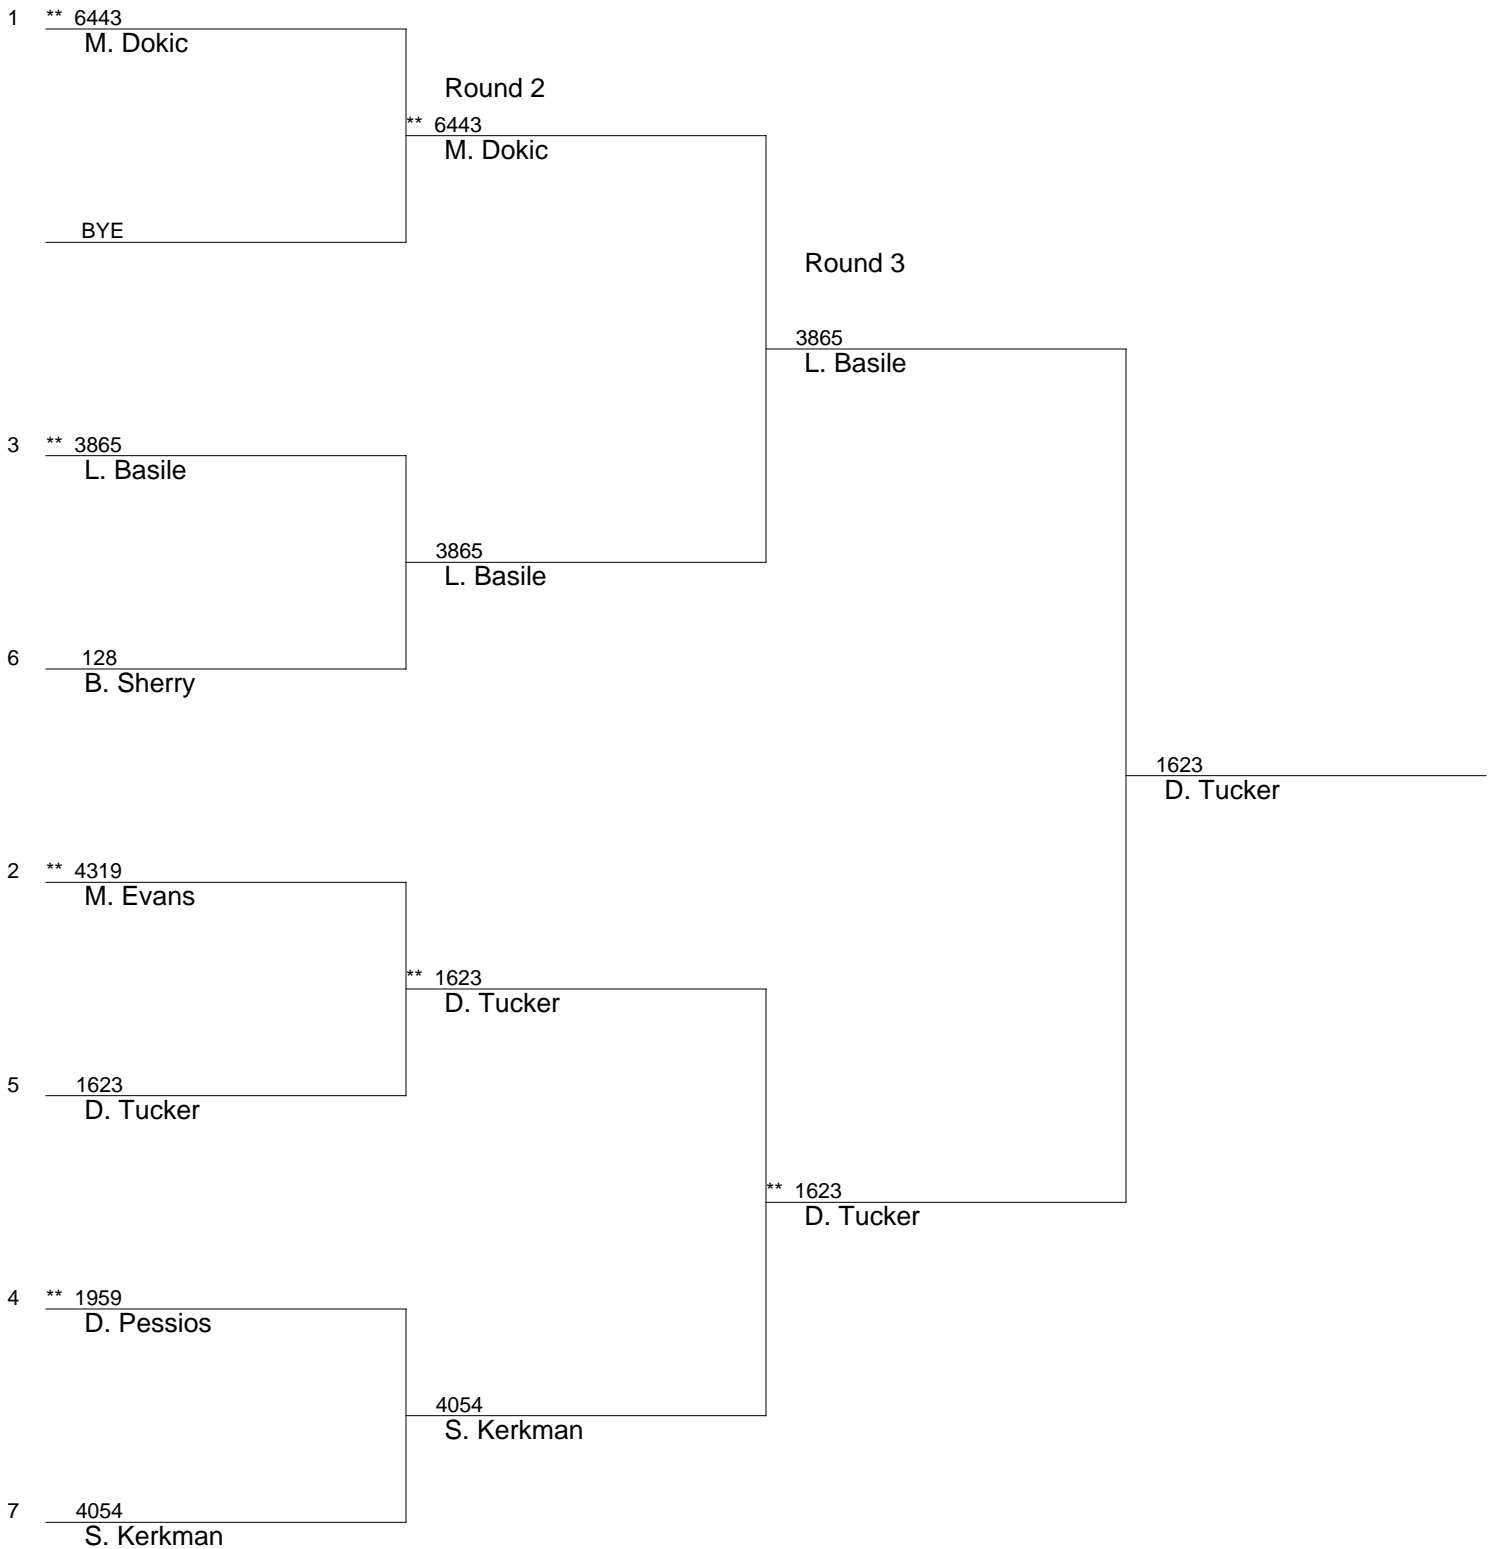 1 ** 6443
M. Dokic
Round 2
** 6443
M. Dokic
BYE
Round 3
3865
L. Basile
3 ** 3865
L. Basile
3865
L. Basile
6 128
B. Sherry
1623
D. Tucker
2 ** 4319
M. Evans
** 1623
D. Tucker
5 1623
D. Tucker
** 1623
D. Tucker
4 ** 1959
D. Pessios
4054
S. Kerkman
7 4054
S. Kerkman